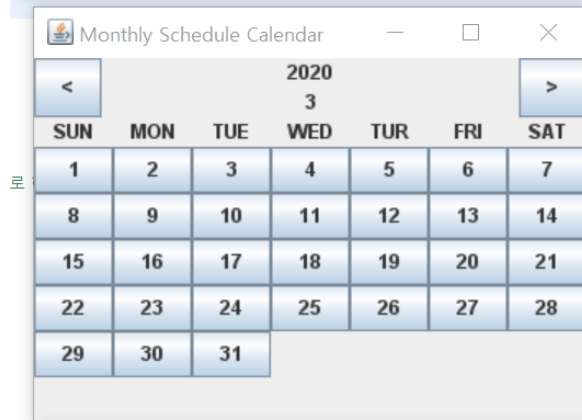 Monthly Schedule Calendar
< 2020 >
3
SUN MON TUE WED TUR FRI SAT
1 2 3 4 5 6 7
로
8 9 10 11 12 13 14
15 16 17 18 19 20 21
22 23 24 25 26 27 28
29 30 31